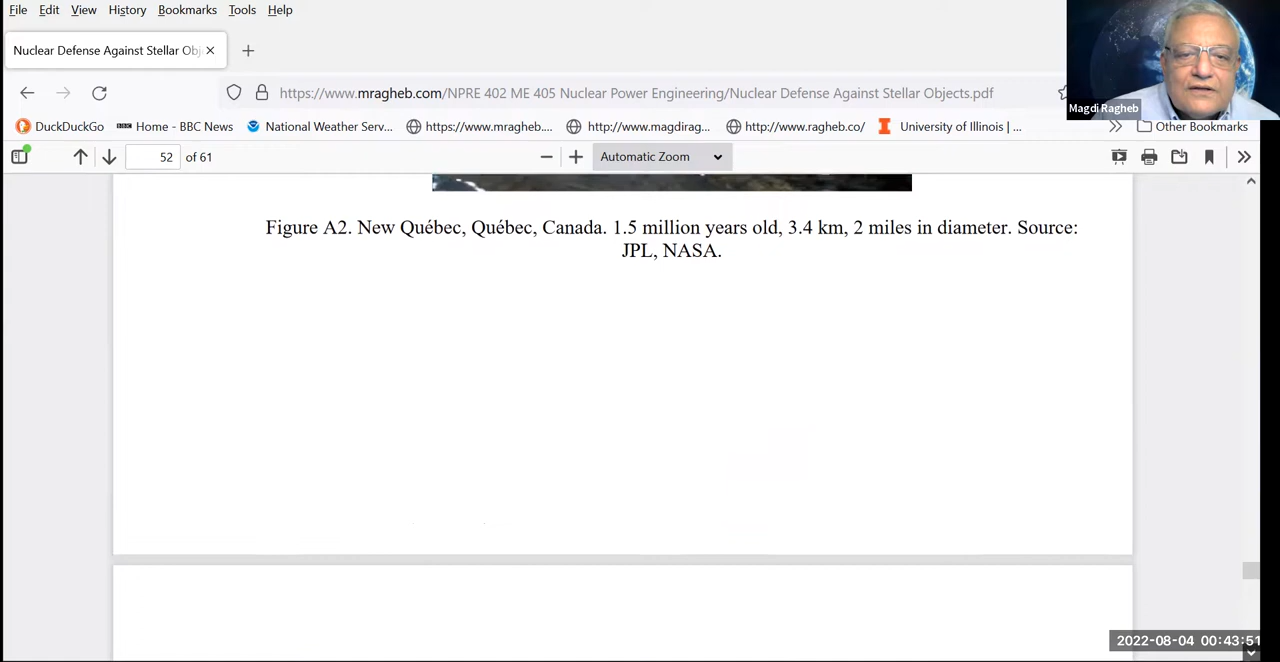 File Edit View History Bookmarks Tools Help
Nuclear Defense Against Stellar Obj
https://www.mragheb.com/NPRE 402 ME 405 Nuclear Power Engineering/Nuclear Defense Against Stellar Objects.pdf
Magdi Ragheb
DuckDuckGo BBC Home - BBC News National Weather Serv... https://www.mragheb.... http://www.magdirag... http://www.ragheb.co/ I University of Illinois | ... Other Bookmarks
52 of 61 Automatic Zoom
Figure A2. New Québec, Québec, Canada. 1.5 million years old, 3.4 km, 2 miles in diameter. Source:
JPL, NASA.
2022-08-04 00:43:51